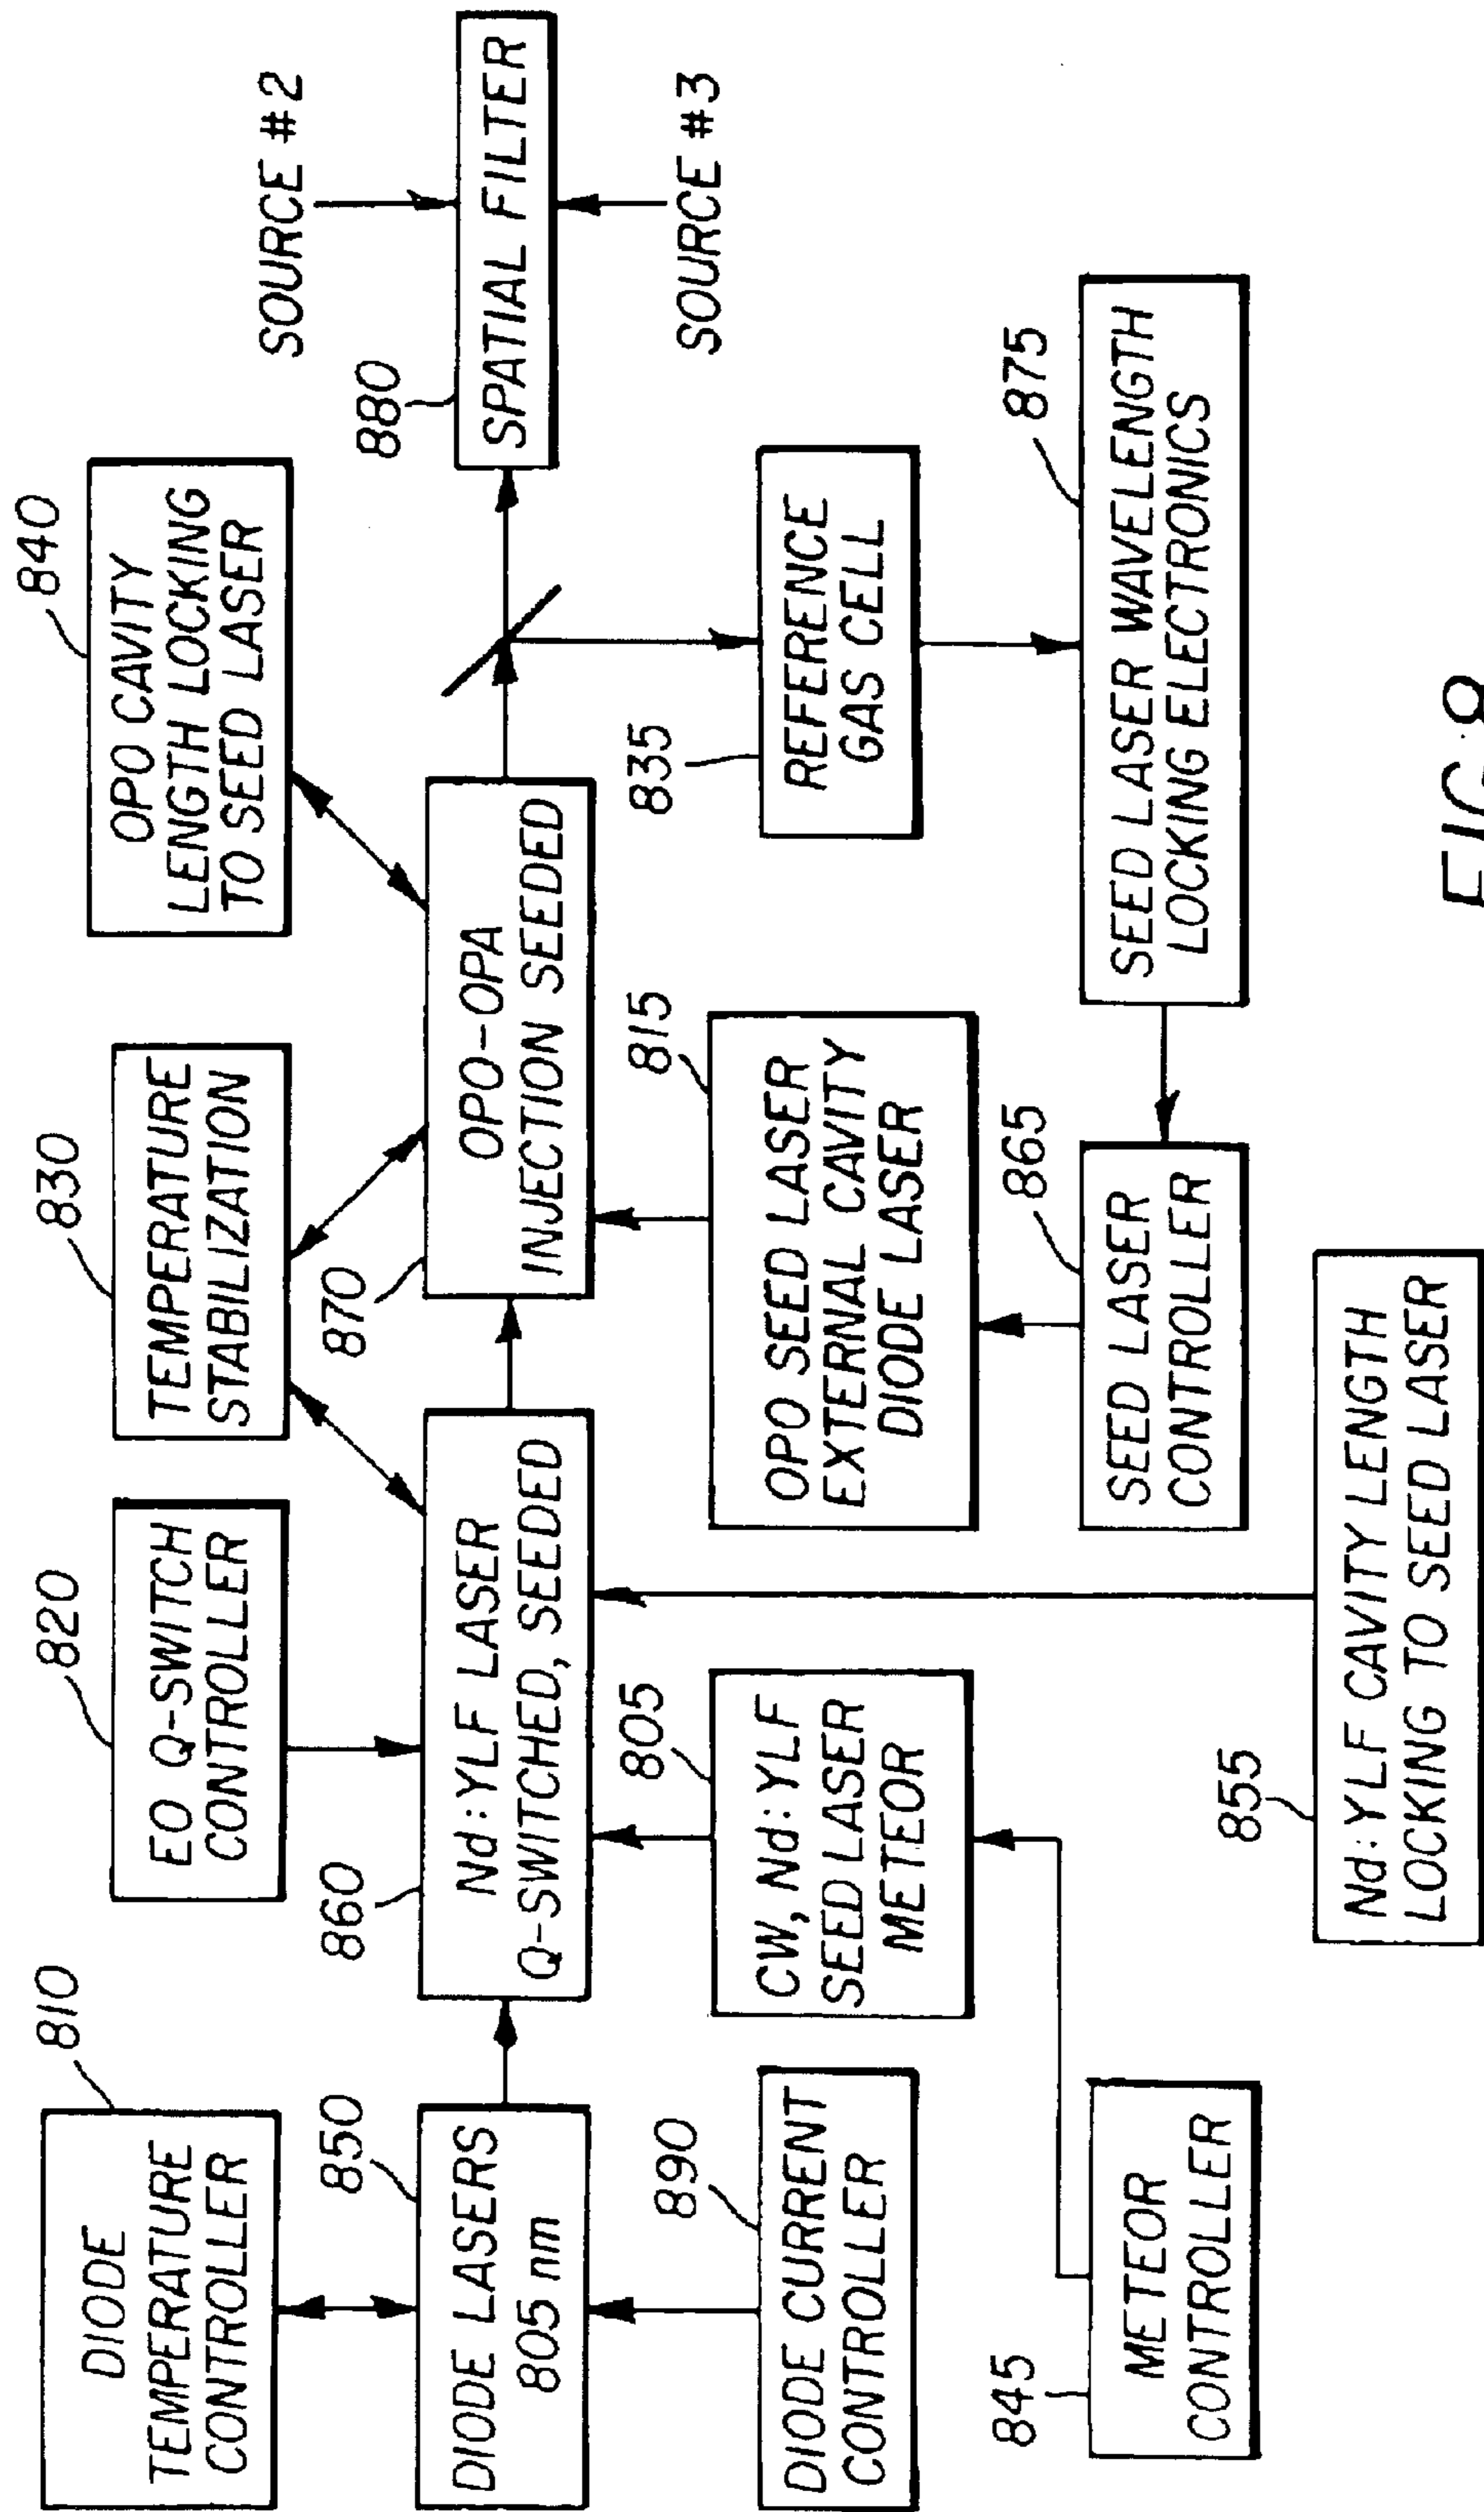 810
DIODE
TEMPERATURE
CONTROLLER
820
EO Q-SWITCH
CONTROLLER
830
TEMPERATURE
STABILIZATION
840
OPO CAVITY
LENGTH LOCKING
TO SEED LASER
850
DIODE LASERS
805 nm
860
Nd:YLF LASER
Q-SWITCHED, SEEDED
870
OPO-OPA
INJECTION SEEDED
880
SPATIAL FILTER
SOURCE #2
SOURCE #3
890
DIODE CURRENT
CONTROLLER
805
CW, Nd:YLF
SEED LASER
METEOR
815
OPO SEED LASER
EXTERNAL CAVITY
DIODE LASER
835
REFERENCE
GAS CELL
845
METEOR
CONTROLLER
855
Nd:YLF CAVITY LENGTH
LOCKING TO SEED LASER
865
SEED LASER
CONTROLLER
875
SEED LASER WAVELENGTH
LOCKING ELECTRONICS
FIG. 8